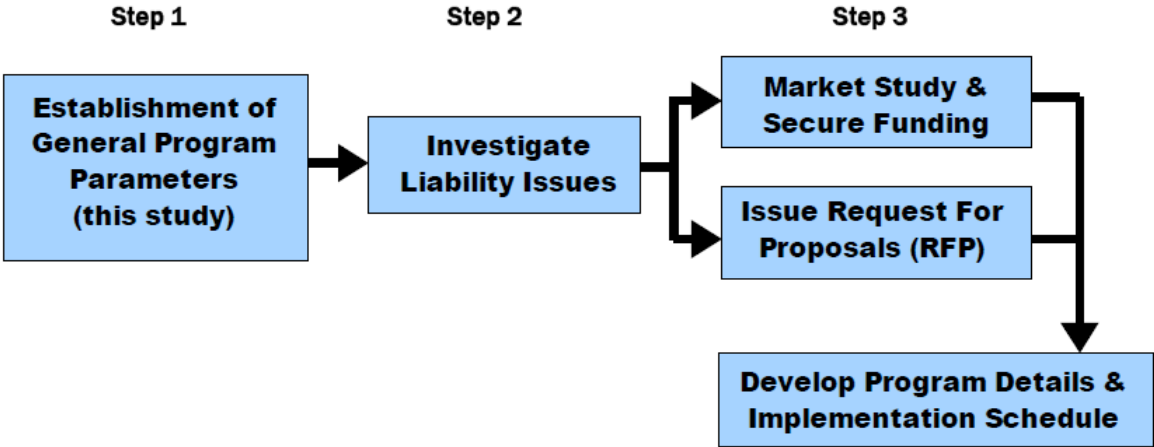 Step 1
Step 2
Step 3
Establishment of
General Program
Parameters
(this study)
Investigate
Liability Issues
Market Study &
Secure Funding
Issue Request For
Proposals (RFP)
Develop Program Details &
Implementation Schedule